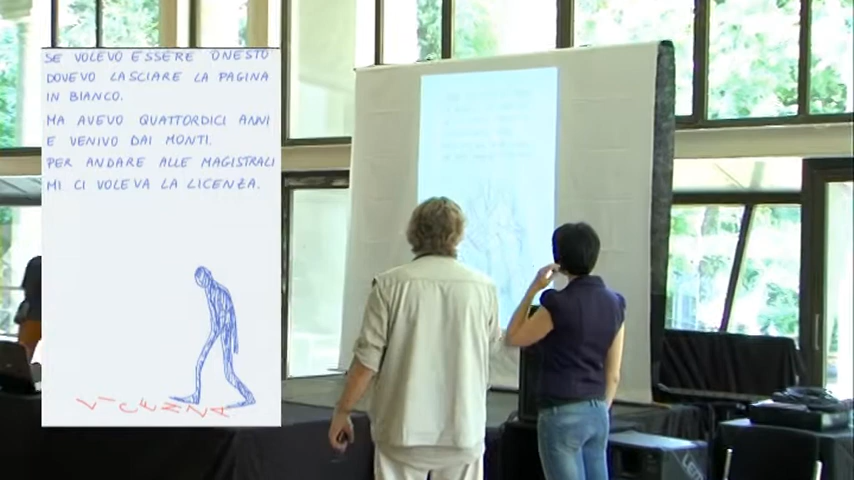 SE VOLEVO ESSERE ONESTO
DOVEVO LASCIARE LA PAGINA
IN BIANCO.
MA AVEVO QUATTORDICI ANNI
E VENIVO DAI MONTI.
PER ANDARE ALLE MAGISTRALI
MI CI VOLEVA LA LICENZA.
VICENZA